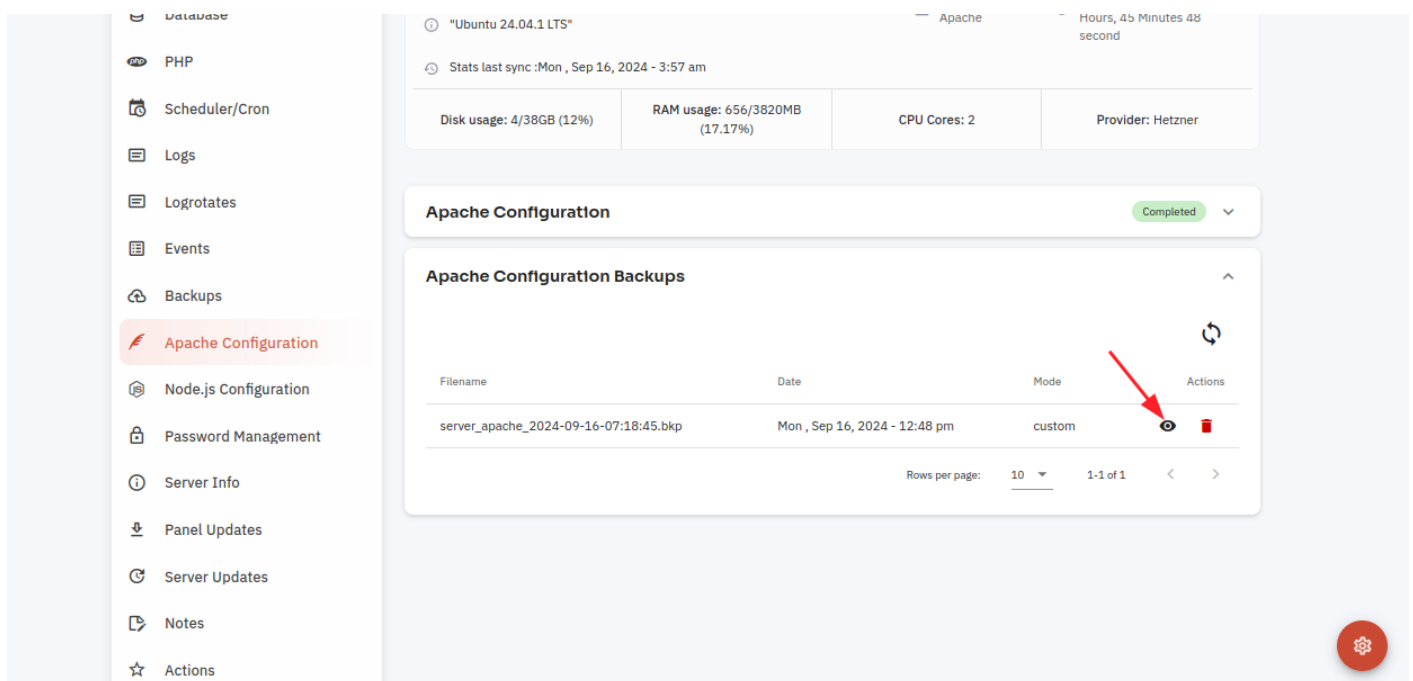 Database
PHP
Scheduler/Cron
Logs
Logrotates
Events
Backups
Apache Configuration
Node.js Configuration
Password Management
Server Info
Panel Updates
Server Updates
Notes
Actions
"Ubuntu 24.04.1 LTS"
Apache
Hours, 45 Minutes 48
second
Stats last sync :Mon , Sep 16, 2024 - 3:57 am
Disk usage: 4/38GB (12%)
RAM usage: 656/3820MB
(17.17%)
CPU Cores: 2
Provider: Hetzner
Apache Configuration
Completed
Apache Configuration Backups
Filename Date Mode Actions
server_apache_2024-09-16-07:18:45.bkp Mon , Sep 16, 2024 - 12:48 pm custom
Rows per page: 10 1-1 of 1